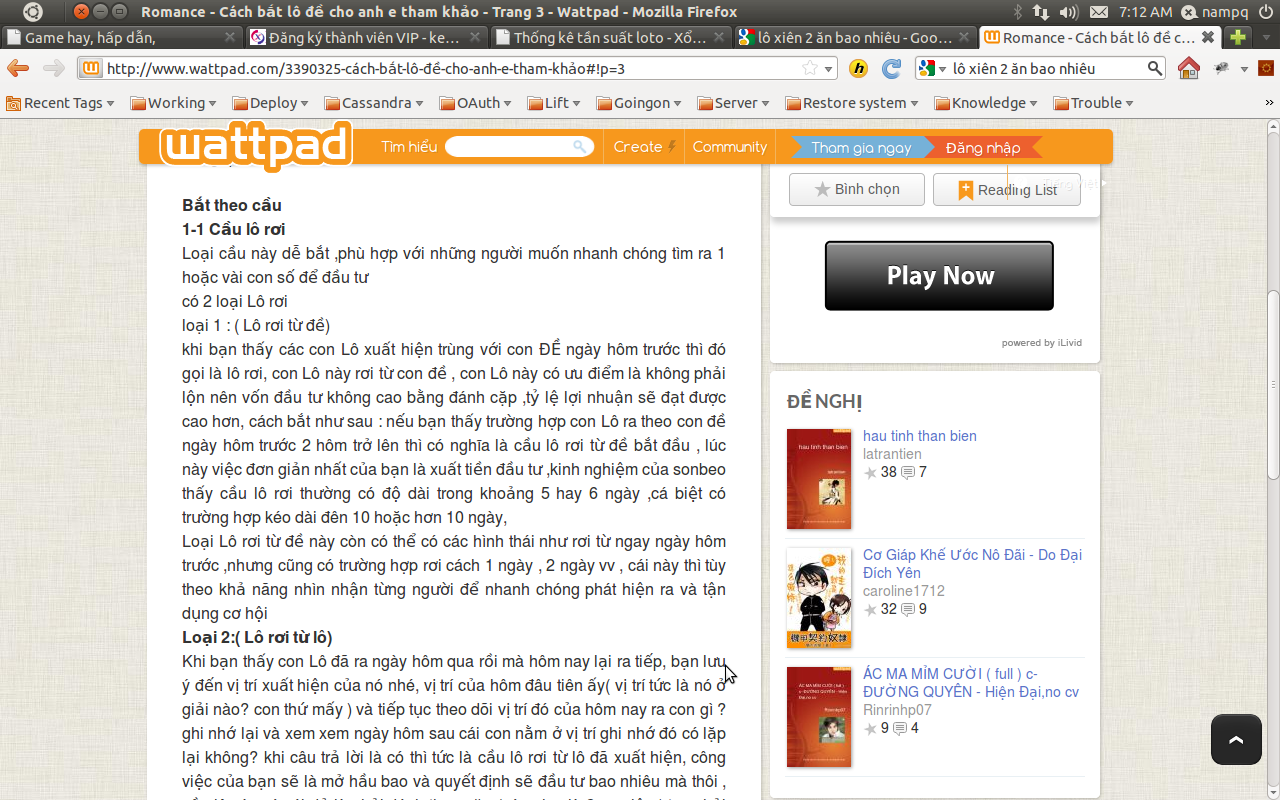 Romance - Cách bắt lô đề cho anh e tham khảo - Trang 3 - Wattpad - Mozilla Firefox
7:12 AM nampq
Game hay, hấp dẫn,
Đăng ký thành viên VIP - ke...
Thống kê tần suất loto - Xổ...
lô xiên 2 ăn bao nhiêu - Goo...
Romance - Cách bắt lô đề c...
http://www.wattpad.com/3390325-cách-bắt-lô-đề-cho-anh-e-tham-khảo#!p=3
lô xiên 2 ăn bao nhiêu
Recent Tags
Working
Deploy
Cassandra
OAuth
Lift
Goingon
Server
Restore system
Knowledge
Trouble
wattpad
Tìm hiểu
Create
Community
Tham gia ngay
Đăng nhập
Bắt theo cầu
1-1 Cầu lô rơi
Loại cầu này dễ bắt ,phù hợp với những người muốn nhanh chóng tìm ra 1
hoặc vài con số để đầu tư
có 2 loại Lô rơi
loại 1 : ( Lô rơi từ đề)
khi bạn thấy các con Lô xuất hiện trùng với con ĐỀ ngày hôm trước thì đó
gọi là lô rơi, con Lô này rơi từ con đề , con Lô này có ưu điểm là không phải
lộn nên vốn đầu tư không cao bằng đánh cặp ,tỷ lệ lợi nhuận sẽ đạt được
cao hơn, cách bắt như sau : nếu bạn thấy trường hợp con Lô ra theo con đề
ngày hôm trước 2 hôm trở lên thì có nghĩa là cầu lô rơi từ đề bắt đầu , lúc
này việc đơn giản nhất của bạn là xuất tiền đầu tư ,kinh nghiệm của sonbeo
thấy cầu lô rơi thường có độ dài trong khoảng 5 hay 6 ngày ,cá biệt có
trường hợp kéo dài đên 10 hoặc hơn 10 ngày,
Loại Lô rơi từ đề này còn có thể có các hình thái như rơi từ ngay ngày hôm
trước ,nhưng cũng có trường hợp rơi cách 1 ngày , 2 ngày vv , cái này thì tùy
theo khả năng nhìn nhận từng người để nhanh chóng phát hiện ra và tận
dụng cơ hội
Loại 2:( Lô rơi từ lô)
Khi bạn thấy con Lô đã ra ngày hôm qua rồi mà hôm nay lại ra tiếp, bạn lưu
ý đến vị trí xuất hiện của nó nhé, vị trí của hôm đâu tiên ấy( vị trí tức là nó ở
giải nào? con thứ mấy ) và tiếp tục theo dõi vị trí đó của hôm nay ra con gì ?
ghi nhớ lại và xem xem ngày hôm sau cái con nằm ở vị trí ghi nhớ đó có lặp
lại không? khi câu trả lời là có thì tức là cầu lô rơi từ lô đã xuất hiện, công
việc của bạn sẽ là mở hầu bao và quyết định sẽ đầu tư bao nhiêu mà thôi ,
Bình chọn
Reading List
Play Now
powered by iLivid
ĐỀ NGHỊ
hau tinh than bien
latrantien
38 7
Cơ Giáp Khế Ước Nô Đãi - Do Đại
Đích Yên
caroline1712
32 9
ÁC MA MỈM CƯỜI ( full ) c-
ĐƯỜNG QUYÊN - Hiện Đại,no cv
Rinrinhp07
9 4